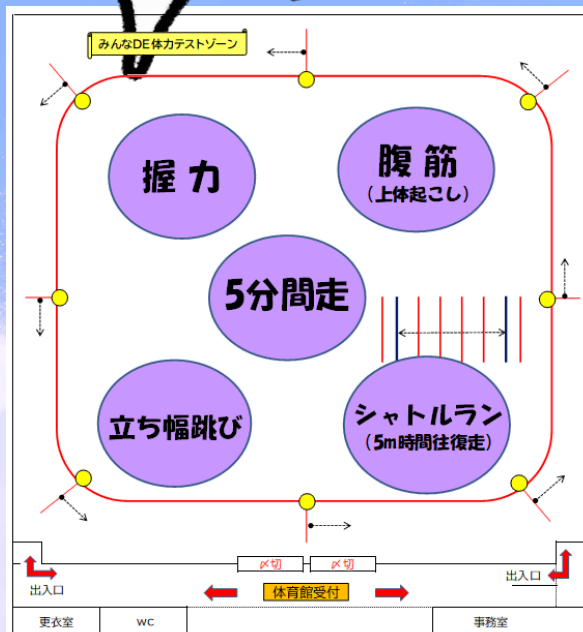 みんなDE体力テストゾーン
握力
腹筋
（上体起こし）
5分間走
立ち幅跳び
シャトルラン
（5m時間往復走）
〆切
〆切
出入口
体育館受付
出入口
更衣室
WC
事務室